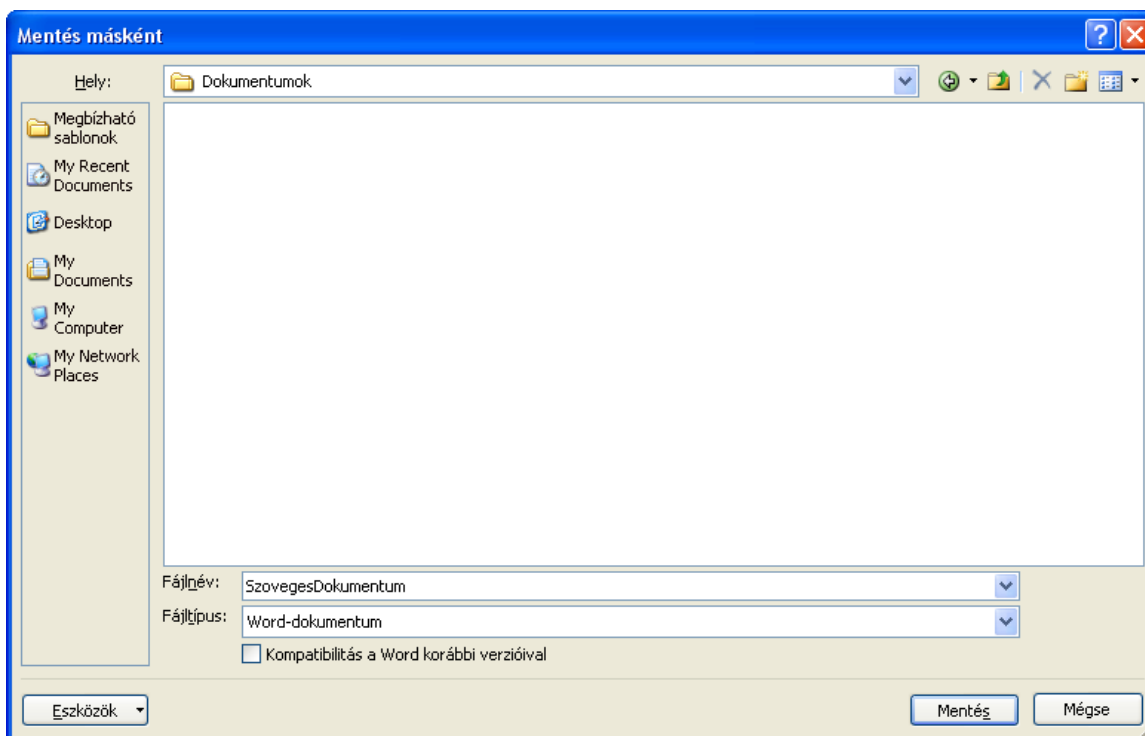 Mentés másként
Hely:
Dokumentumok
Megbízható
sablonok
My Recent
Documents
Desktop
My
Documents
My
Computer
My Network
Places
Fájlnév:
SzovegesDokumentum
Fájltípus:
Word-dokumentum
Kompatibilitás a Word korábbi verzióival
Eszközök
Mentés
Mégse